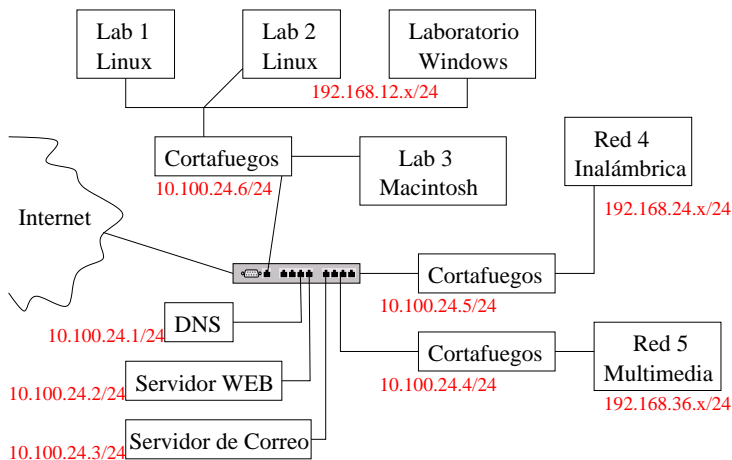 Lab 1
Linux
Lab 2
Linux
Laboratorio
Windows
192.168.12.x/24
Cortafuegos
10.100.24.6/24
Lab 3
Macintosh
Red 4
Inalámbrica
192.168.24.x/24
Internet
Cortafuegos
10.100.24.5/24
DNS
10.100.24.1/24
Cortafuegos
10.100.24.4/24
Red 5
Multimedia
192.168.36.x/24
Servidor WEB
10.100.24.2/24
Servidor de Correo
10.100.24.3/24